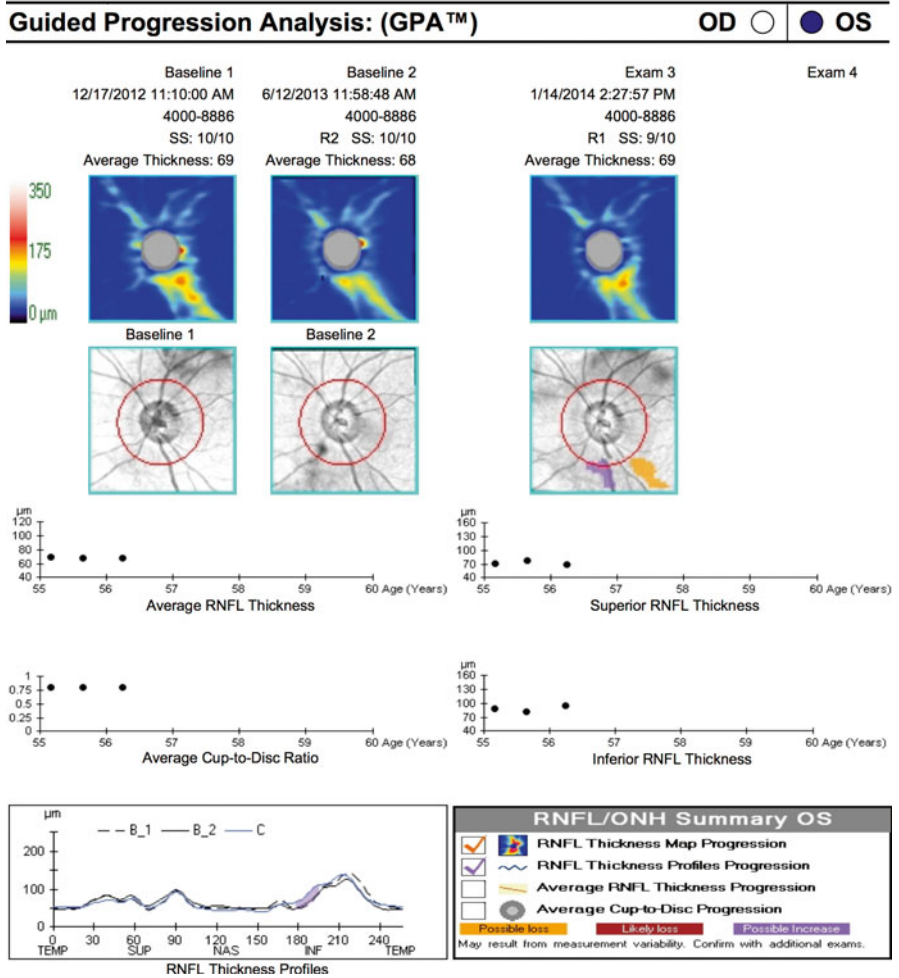 Guided Progression Analysis: (GPA™) OD OS
Baseline 1 Baseline 2 Exam 3 Exam 4
12/17/2012 11:10:00 AM 6/12/2013 11:58:48 AM 1/14/2014 2:27:57 PM
4000-8886 4000-8886 4000-8886
SS: 10/10 R2 SS: 10/10 R1 SS: 9/10
Average Thickness: 69 Average Thickness: 68 Average Thickness: 69
350
175
0 µm
Baseline 1 Baseline 2
µm
120
100
80
60
40
55 56 57 58 59 60 Age (Years)
Average RNFL Thickness
µm
160
130
100
70
40
55 56 57 58 59 60 Age (Years)
Superior RNFL Thickness
1
0.75
0.5
0.25
0
55 56 57 58 59 60 Age (Years)
Average Cup-to-Disc Ratio
µm
160
130
100
70
40
55 56 57 58 59 60 Age (Years)
Inferior RNFL Thickness
µm
B_1 B_2 C
200
100
0
0 30 60 90 120 150 180 210 240
TEMP SUP NAS INF TEMP
RNFL Thickness Profiles
RNFL/ONH Summary OS
RNFL Thickness Map Progression
RNFL Thickness Profiles Progression
Average RNFL Thickness Progression
Average Cup-to-Disc Progression
Possible loss Likely loss Possible Increase
May result from measurement variability. Confirm with additional exams.